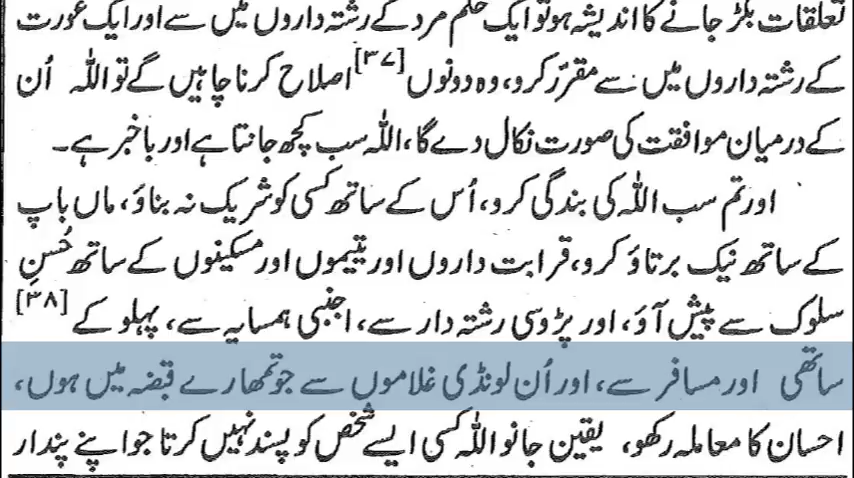 تعلقات بگڑ جانے کا اندیشہ ہو تو ایک حکم مرد کے رشتہ داروں میں سے اور ایک عورت
کے رشتہ داروں میں سے مقرر کرو، وہ دونوں [۳۷] اصلاح کرنا چاہیں گے تو اللہ اُن
کے درمیان موافقت کی صورت نکال دے گا، اللہ سب کچھ جانتا ہے اور باخبر ہے۔
اور تم سب اللہ کی بندگی کرو، اُس کے ساتھ کسی کو شریک نہ بناؤ، ماں باپ
کے ساتھ نیک برتاؤ کرو، قرابت داروں اور یتیموں اور مسکینوں کے ساتھ حُسنِ
سلوک سے پیش آؤ، اور پڑوسی رشتہ دار سے، اجنبی ہمسایہ سے، پہلو کے [۳۸]
ساتھی اور مسافر سے، اور اُن لونڈی غلاموں سے جو تمھارے قبضہ میں ہوں،
احسان کا معاملہ رکھو، یقین جانو اللہ کسی ایسے شخص کو پسند نہیں کرتا جو اپنے پندار